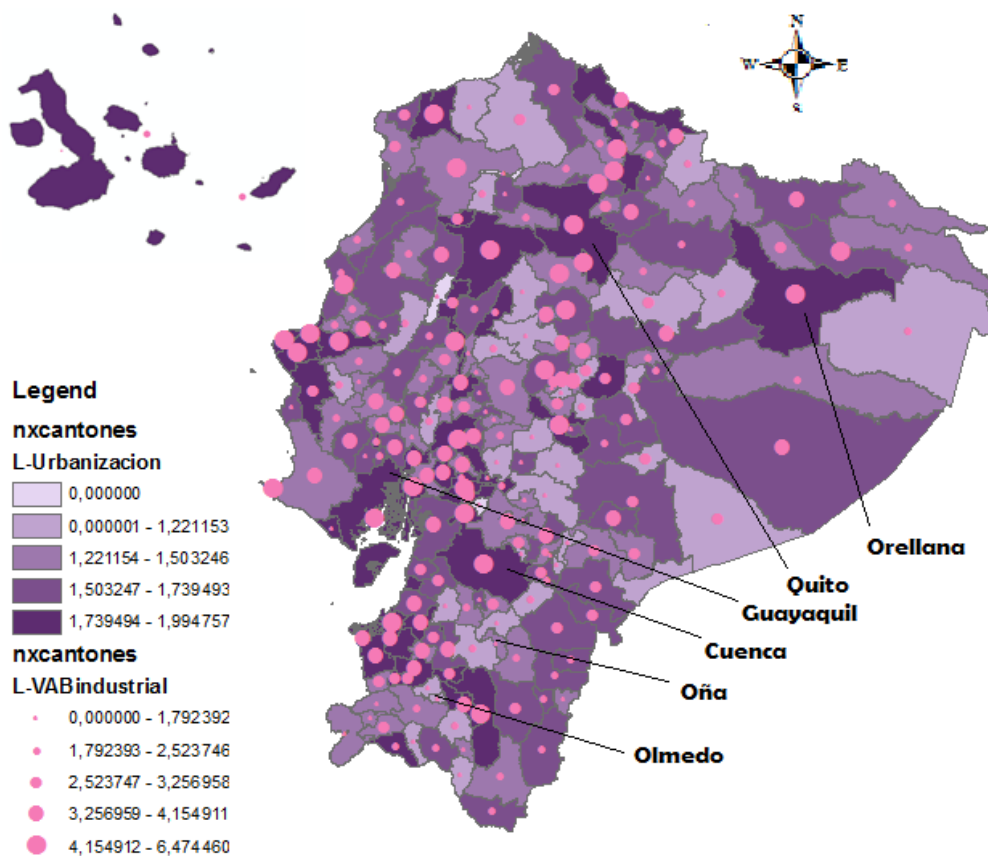 N
W E
S
Legend
nxcantones
L-Urbanizacion
0,000000
0,000001 - 1,221153
1,221154 - 1,503246
1,503247 - 1,739493
1,739494 - 1,994757
nxcantones
L-VABindustrial
0,000000 - 1,792392
1,792393 - 2,523746
2,523747 - 3,256958
3,256959 - 4,154911
4,154912 - 6,474460
Orellana
Quito
Guayaquil
Cuenca
Oña
Olmedo